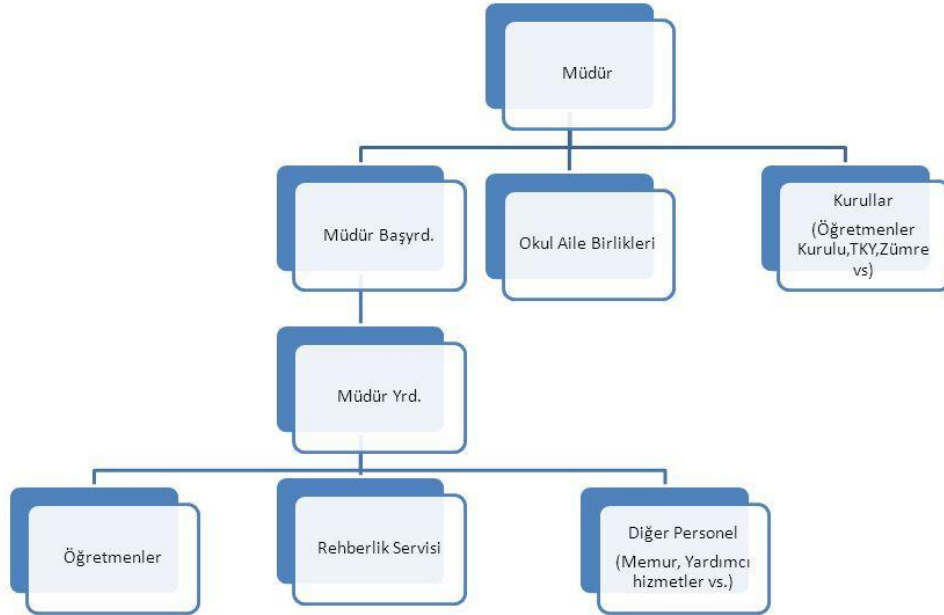 Müdür
Müdür Başyrd.
Okul Aile Birlikleri
Kurullar
(Öğretmenler
Kurulu,TKY,Zümre
vs)
Müdür Yrd.
Öğretmenler
Rehberlik Servisi
Diğer Personel
(Memur, Yardımcı
hizmetler vs.)